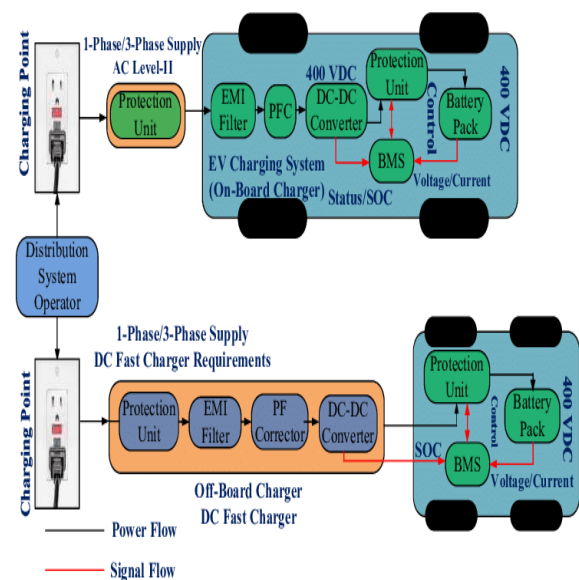 Charging Point
1-Phase/3-Phase Supply
AC Level-II
Protection
Unit
EMI
Filter
PFC
400 VDC
DC-DC
Converter
Protection
Unit
Control
Battery
Pack
400 VDC
BMS
EV Charging System
(On-Board Charger)
Voltage/Current
Status/SOC
Distribution
System
Operator
Charging Point
1-Phase/3-Phase Supply
DC Fast Charger Requirements
Protection
Unit
EMI
Filter
PF
Corrector
DC-DC
Converter
Off-Board Charger
DC Fast Charger
Protection
Unit
Control
Battery
Pack
400 VDC
SOC
BMS
Voltage/Current
Power Flow
Signal Flow